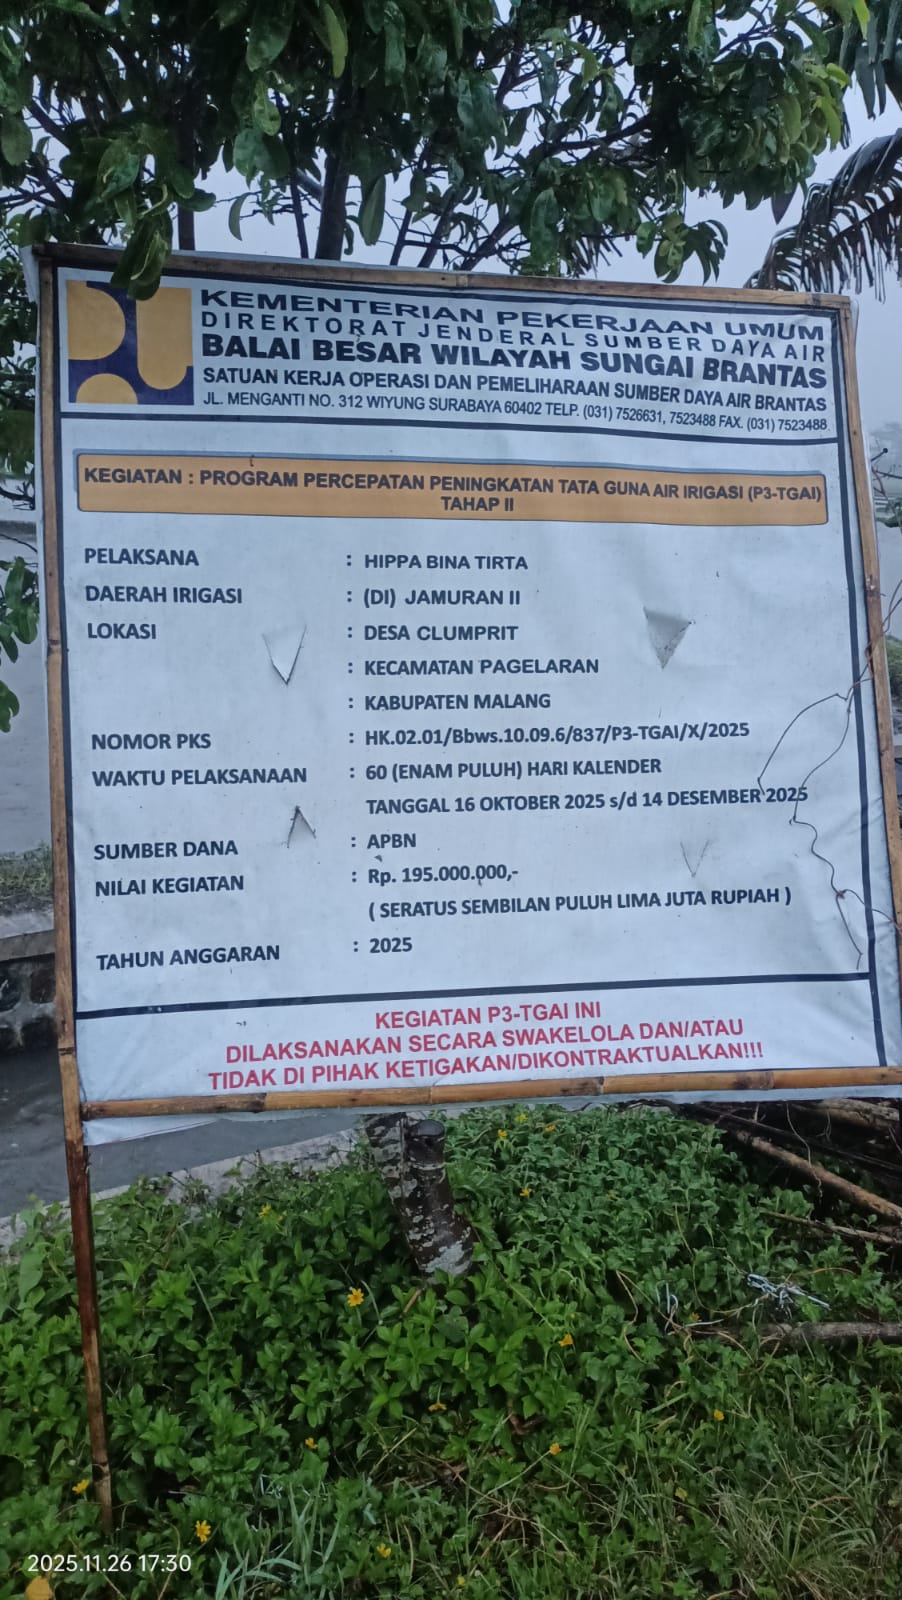 KEMENTERIAN PEKERJAAN UMUM
DIREKTORAT JENDERAL SUMBER DAYA AIR
BALAI BESAR WILAYAH SUNGAI BRANTAS
SATUAN KERJA OPERASI DAN PEMELIHARAAN SUMBER DAYA AIR BRANTAS
JL. MENGANTI NO. 312 WIYUNG SURABAYA 60402 TELP. (031) 7526631, 7523488 FAX. (031) 7523488
KEGIATAN : PROGRAM PERCEPATAN PENINGKATAN TATA GUNA AIR IRIGASI (P3-TGAI)
TAHAP II
PELAKSANA : HIPPA BINA TIRTA
DAERAH IRIGASI : (DI) JAMURAN II
LOKASI : DESA CLUMPRIT
: KECAMATAN PAGELARAN
: KABUPATEN MALANG
NOMOR PKS : HK.02.01/Bbws.10.09.6/837/P3-TGAI/X/2025
WAKTU PELAKSANAAN : 60 (ENAM PULUH) HARI KALENDER
TANGGAL 16 OKTOBER 2025 s/d 14 DESEMBER 2025
SUMBER DANA : APBN
NILAI KEGIATAN : Rp. 195.000.000,-
( SERATUS SEMBILAN PULUH LIMA JUTA RUPIAH )
TAHUN ANGGARAN : 2025
KEGIATAN P3-TGAI INI
DILAKSANAKAN SECARA SWAKELOLA DAN/ATAU
TIDAK DI PIHAK KETIGAKAN/DIKONTRAKTUALKAN!!!
2025.11.26 17:30